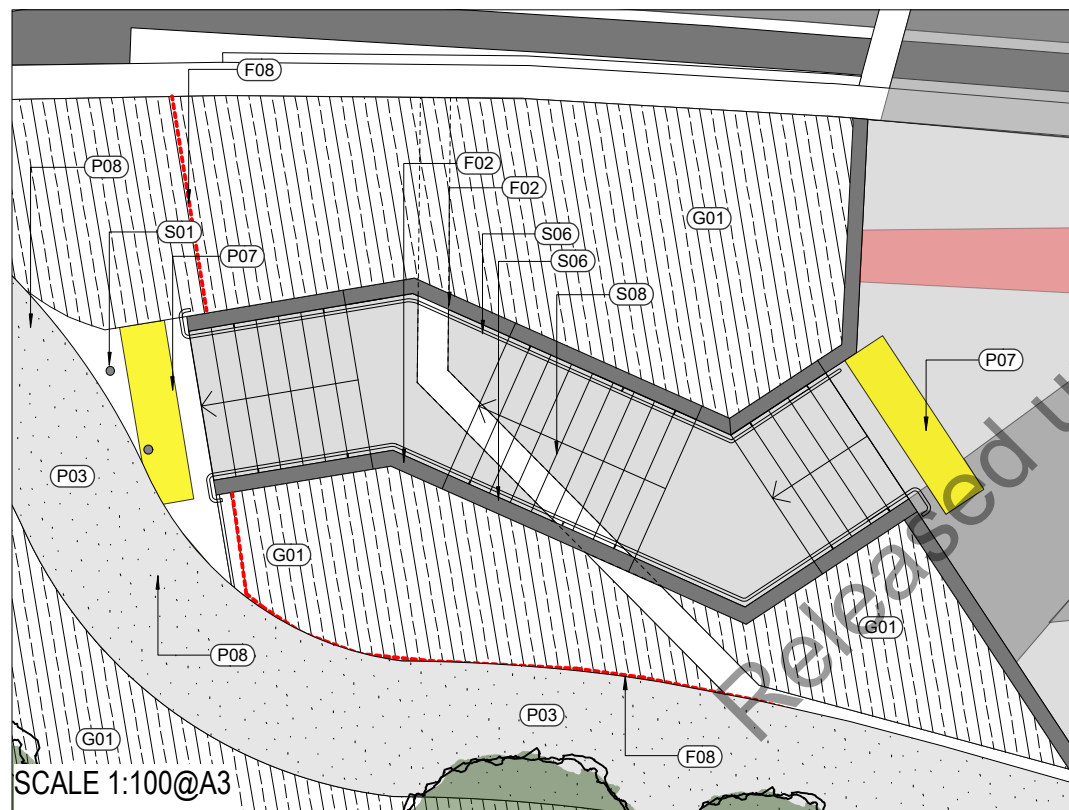 F08
P08
F02
F02
G01
S01
S06
P07
S06
S08
P07
P03
G01
G01
P08
P03
G01
F08
SCALE 1:100@A3
Released u